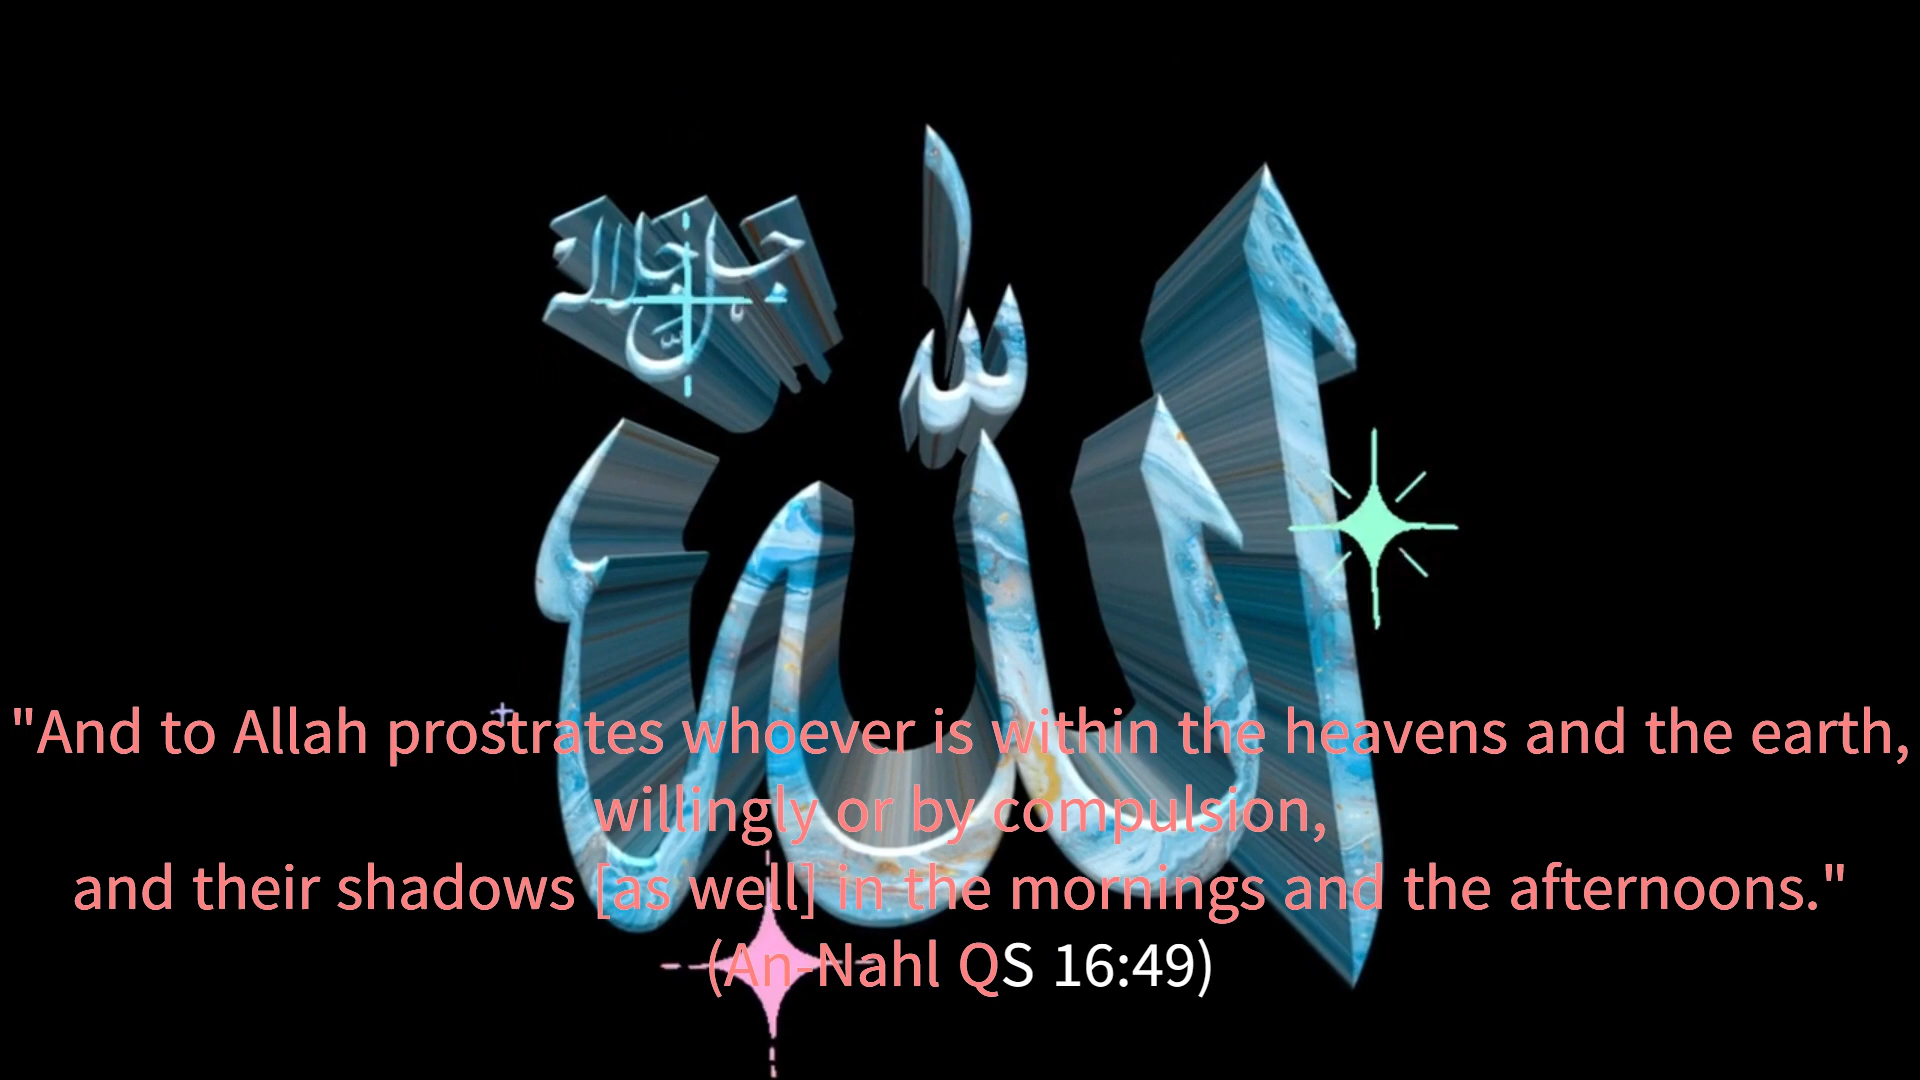 الله
جل جلاله
"And to Allah prostrates whoever is within the heavens and the earth,
willingly or by compulsion,
and their shadows [as well] in the mornings and the afternoons."
(An-Nahl QS 16:49)